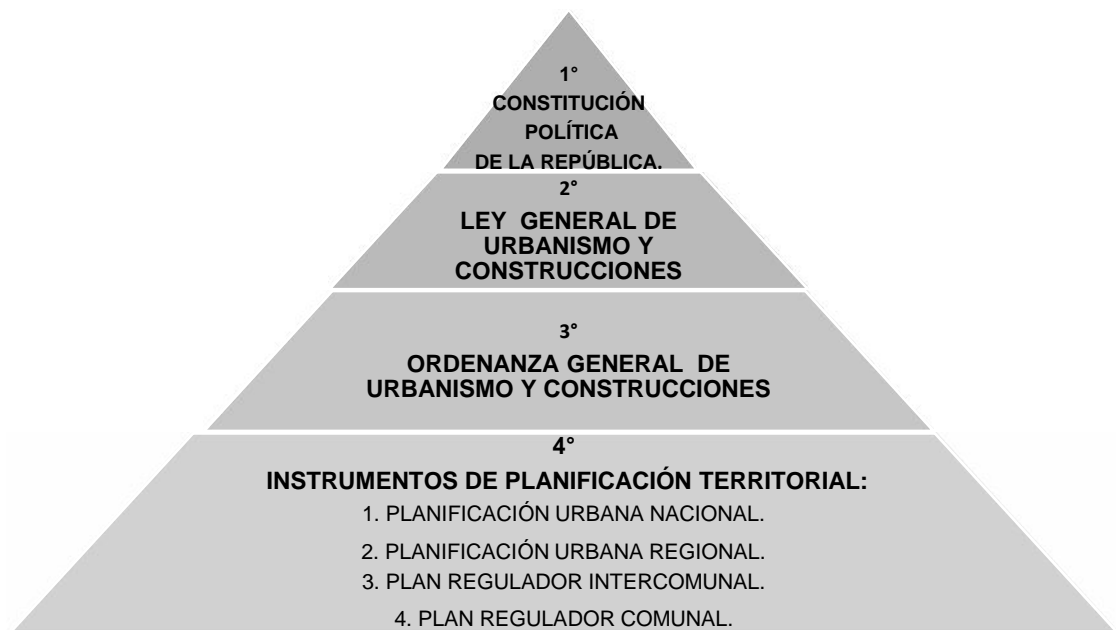 1°
CONSTITUCIÓN
POLÍTICA
DE LA REPÚBLICA.
2°
LEY GENERAL DE
URBANISMO Y
CONSTRUCCIONES
3°
ORDENANZA GENERAL DE
URBANISMO Y CONSTRUCCIONES
4°
INSTRUMENTOS DE PLANIFICACIÓN TERRITORIAL:
1. PLANIFICACIÓN URBANA NACIONAL.
2. PLANIFICACIÓN URBANA REGIONAL.
3. PLAN REGULADOR INTERCOMUNAL.
4. PLAN REGULADOR COMUNAL.